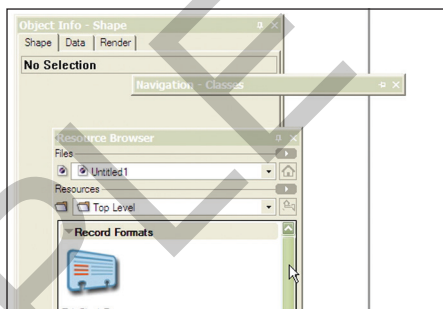 Object Info - Shape
Shape Data Render
No Selection
Navigation - Classes
Resource Browser
Files
Untitled1
Resources
Top Level
Record Formats